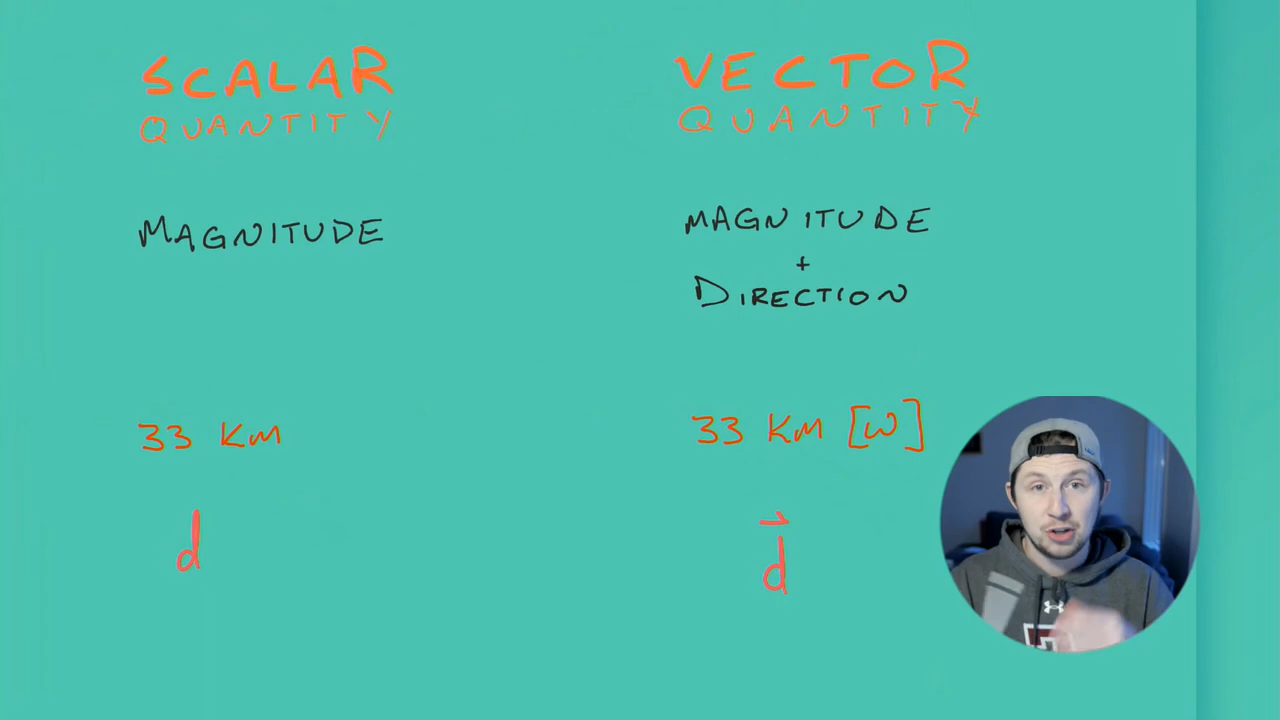 SCALAR
QUANTITY
MAGNITUDE
33 Km
d
VECTOR
QUANTITY
MAGNITUDE
+
DIRECTION
33 Km [W]
→
d